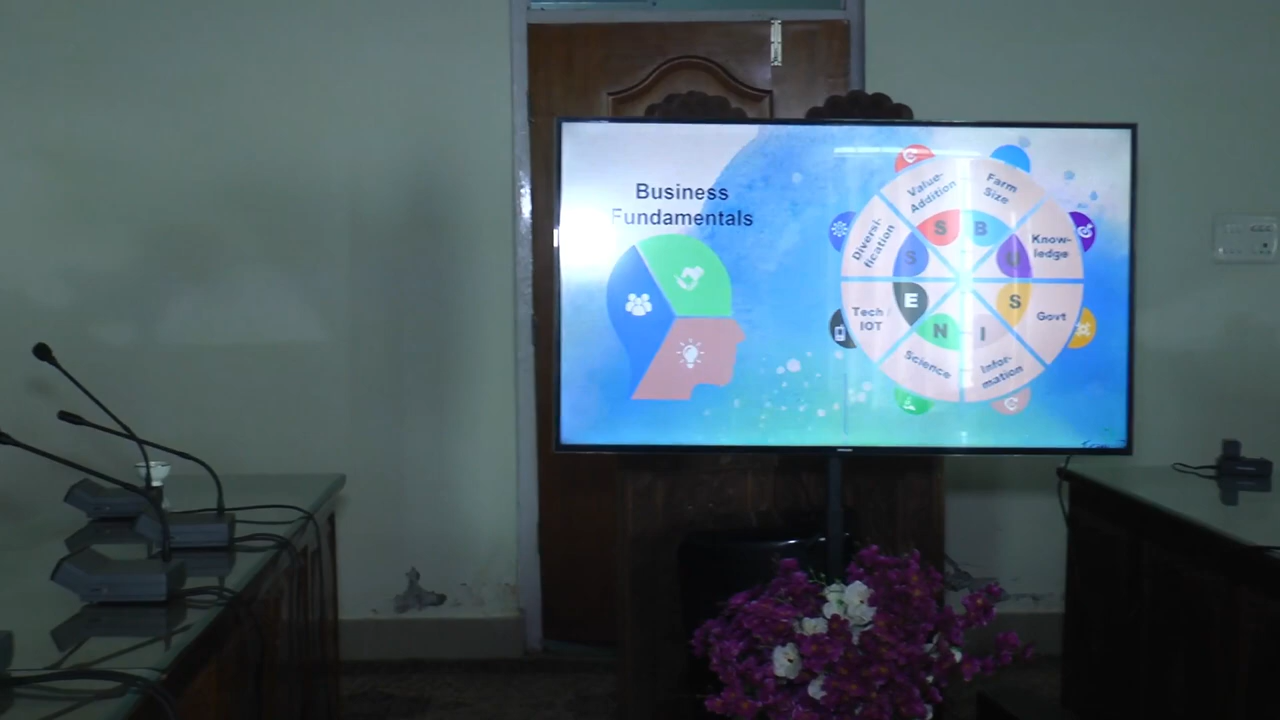 Business
Fundamentals
Value-
Addition
Farm
Size
Know-
ledge
Govt
Infor-
mation
Science
Tech /
IOT
Diversi-
fication
B
U
S
I
N
E
S
S